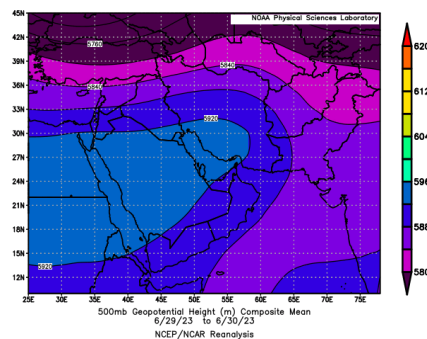 NOAA Physical Sciences Laboratory
45N
42N
39N
36N
33N
30N
27N
24N
21N
18N
15N
12N
5760
5840
5840
5920
5920
25E 30E 35E 40E 45E 50E 55E 60E 65E 70E 75E
620
612
604
596
588
580
500mb Geopotential Height (m) Composite Mean
6/29/23 to 6/30/23
NCEP/NCAR Reanalysis